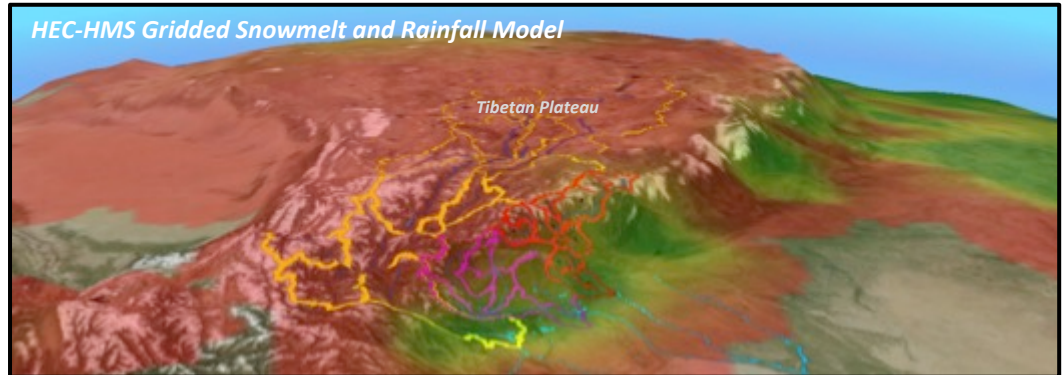 HEC-HMS Gridded Snowmelt and Rainfall Model
Tibetan Plateau